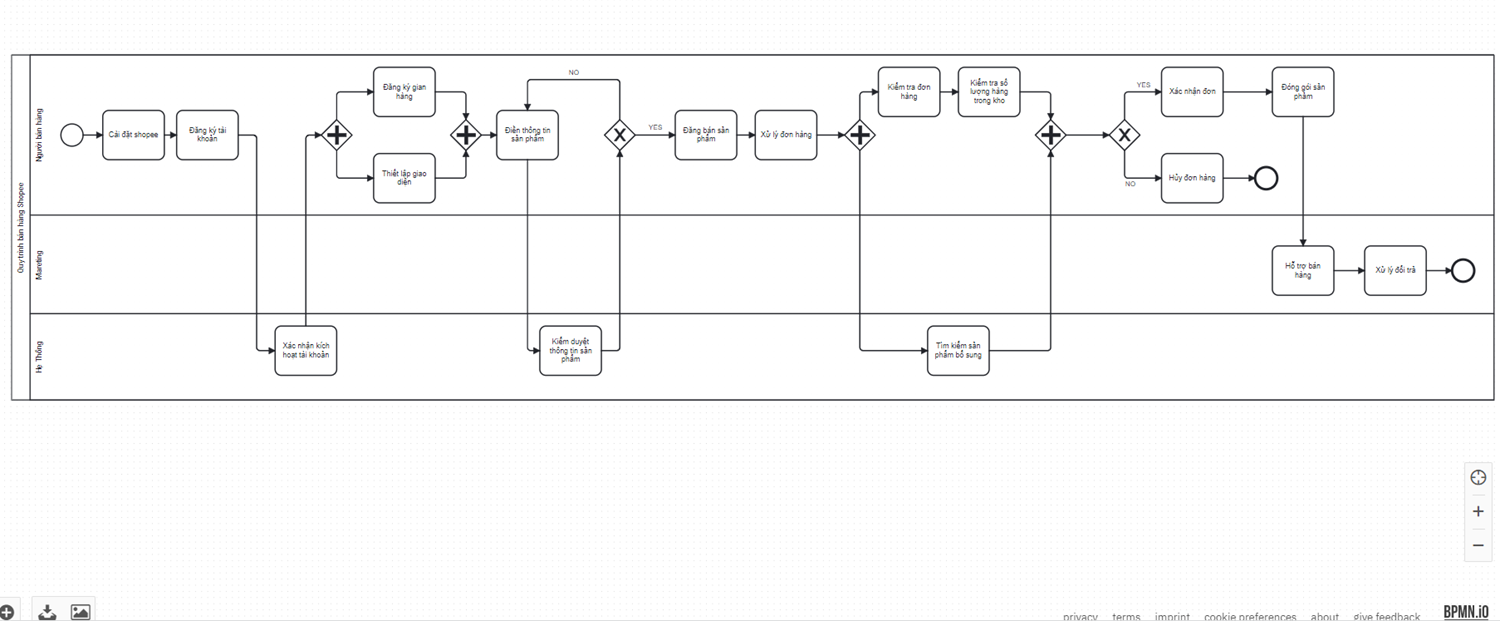 Quy trình bán hàng Shopee
Người bán hàng
Cài đặt shopee
Đăng ký tài
khoản
Đăng ký gian
hàng
Thiết lập giao
diện
Điền thông tin
sản phẩm
NO
YES
Đăng bán sản
phẩm
Xử lý đơn hàng
Kiểm tra đơn
hàng
Kiểm tra số
lượng hàng
trong kho
YES
NO
Xác nhận đơn
Hủy đơn hàng
Đóng gói sản
phẩm
Mareting
Hỗ trợ bán
hàng
Xử lý đổi trả
He Thống
Xác nhận kích
hoạt tài khoản
Kiểm duyệt
thông tin sản
phẩm
Tìm kiếm sản
phẩm bổ sung
privacy terms imprint cookie preferences about give feedback BPMN.iO